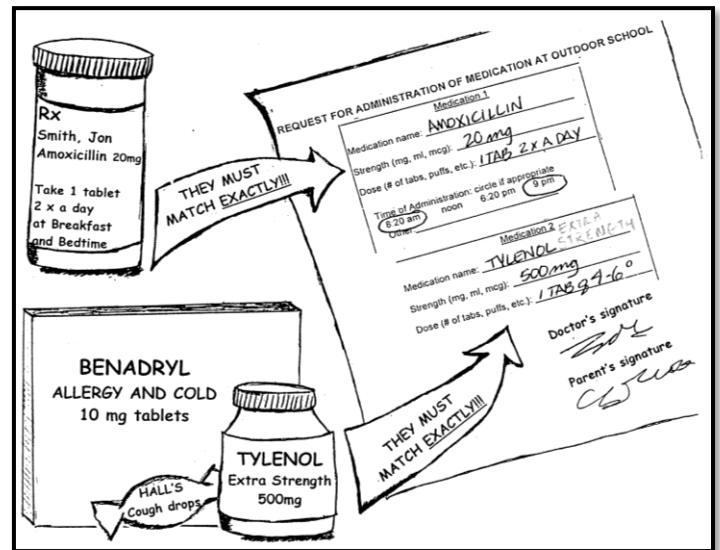 Rx
Smith, Jon
Amoxicillin 20mg
Take 1 tablet
2 x a day
at Breakfast
and Bedtime
THEY MUST
MATCH EXACTLY!!!
REQUEST FOR ADMINISTRATION OF MEDICATION AT OUTDOOR SCHOOL
Medication 1
Medication name: AMOXICILLIN
Strength (mg, ml, mcg): 20 mg
Dose (# of tabs, puffs, etc.): 1 TAB 2 x A DAY
Time of Administration: circle if appropriate
8:20 am noon 6:20 pm 9 pm
Other
Medication 2
Medication name: TYLENOL EXTRA STRENGTH
Strength (mg, ml, mcg): 500mg
Dose (# of tabs, puffs, etc.): 1 TAB q 4-6°
Doctor's signature
Parent's signature
BENADRYL
ALLERGY AND COLD
10 mg tablets
HALL'S
Cough drops
TYLENOL
Extra Strength
500mg
THEY MUST
MATCH EXACTLY!!!